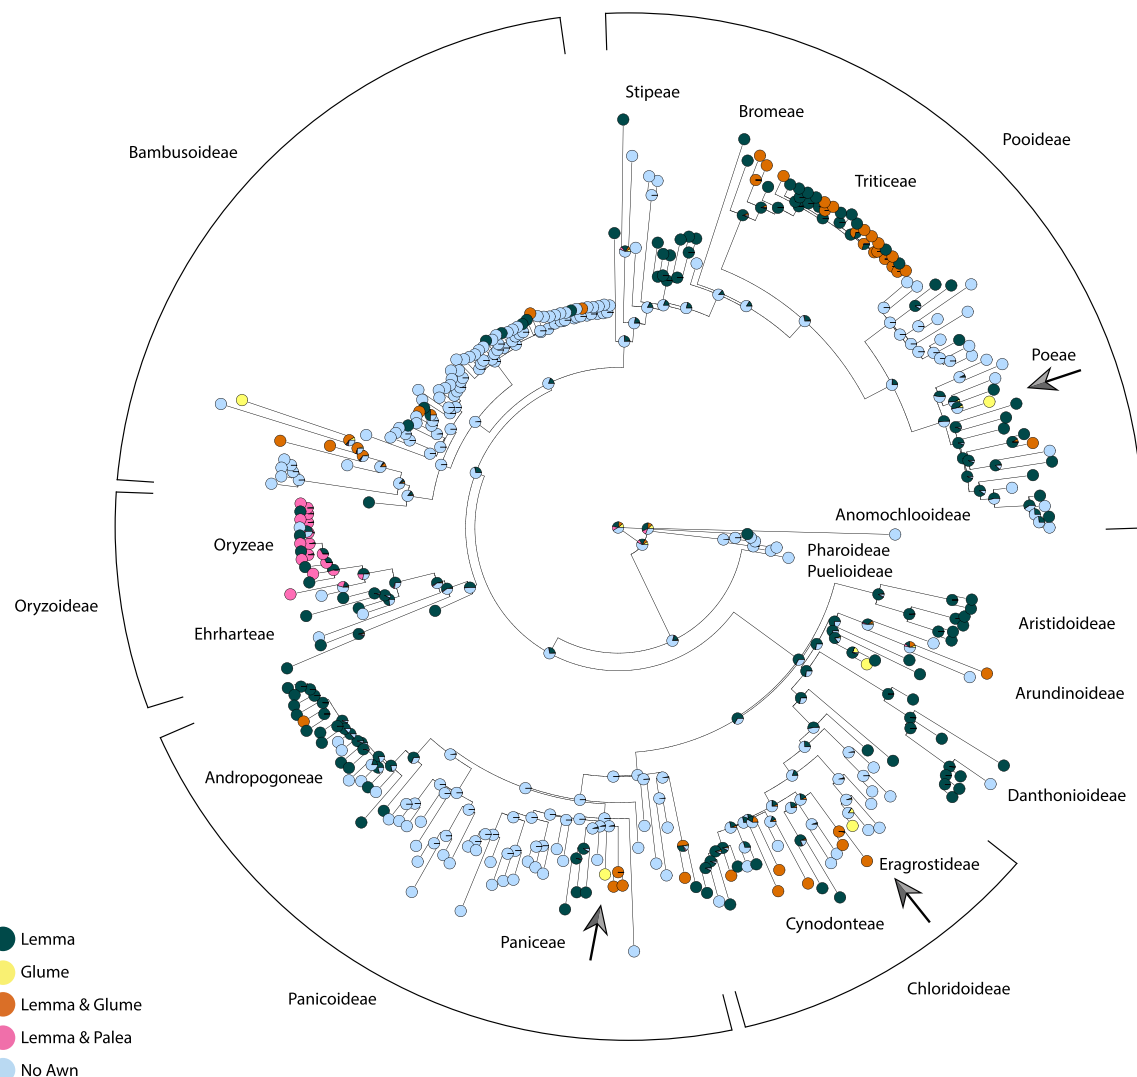 Stipeae
Bromeae
Pooideae
Bambusoideae
Triticeae
Poeae
Anomochlooideae
Oryzeae
Pharoideae
Puelioideae
Oryzoideae
Aristidoideae
Ehrharteae
Arundinoideae
Andropogoneae
Danthonioideae
Eragrostideae
Cynodonteae
Paniceae
Chloridoideae
Panicoideae
Lemma
Glume
Lemma & Glume
Lemma & Palea
No Awn